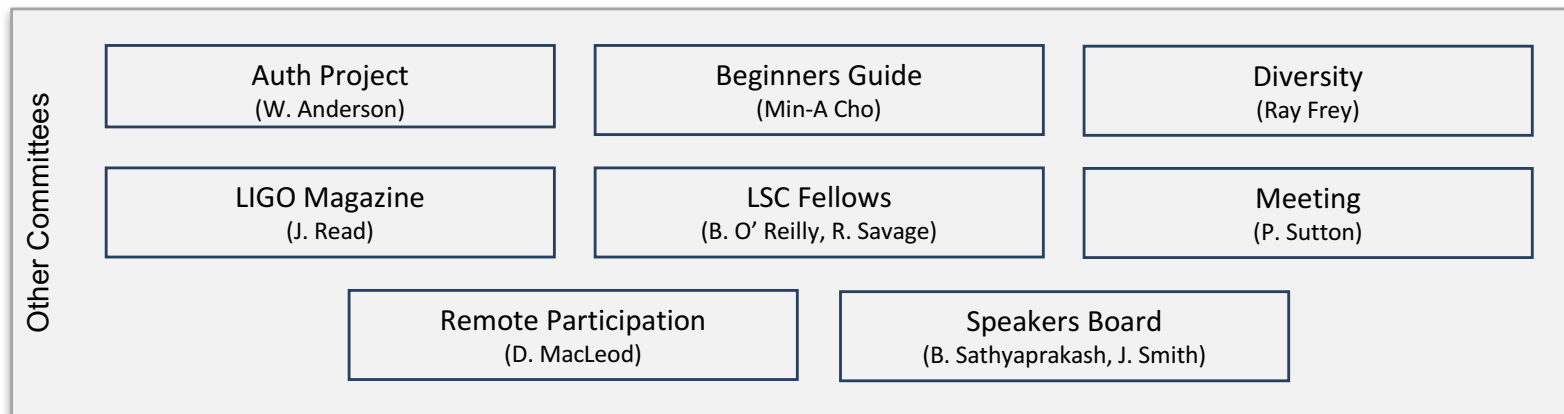 Other Committees
Auth Project
(W. Anderson)
Beginners Guide
(Min-A Cho)
Diversity
(Ray Frey)
LIGO Magazine
(J. Read)
LSC Fellows
(B. O’ Reilly, R. Savage)
Meeting
(P. Sutton)
Remote Participation
(D. MacLeod)
Speakers Board
(B. Sathyaprakash, J. Smith)